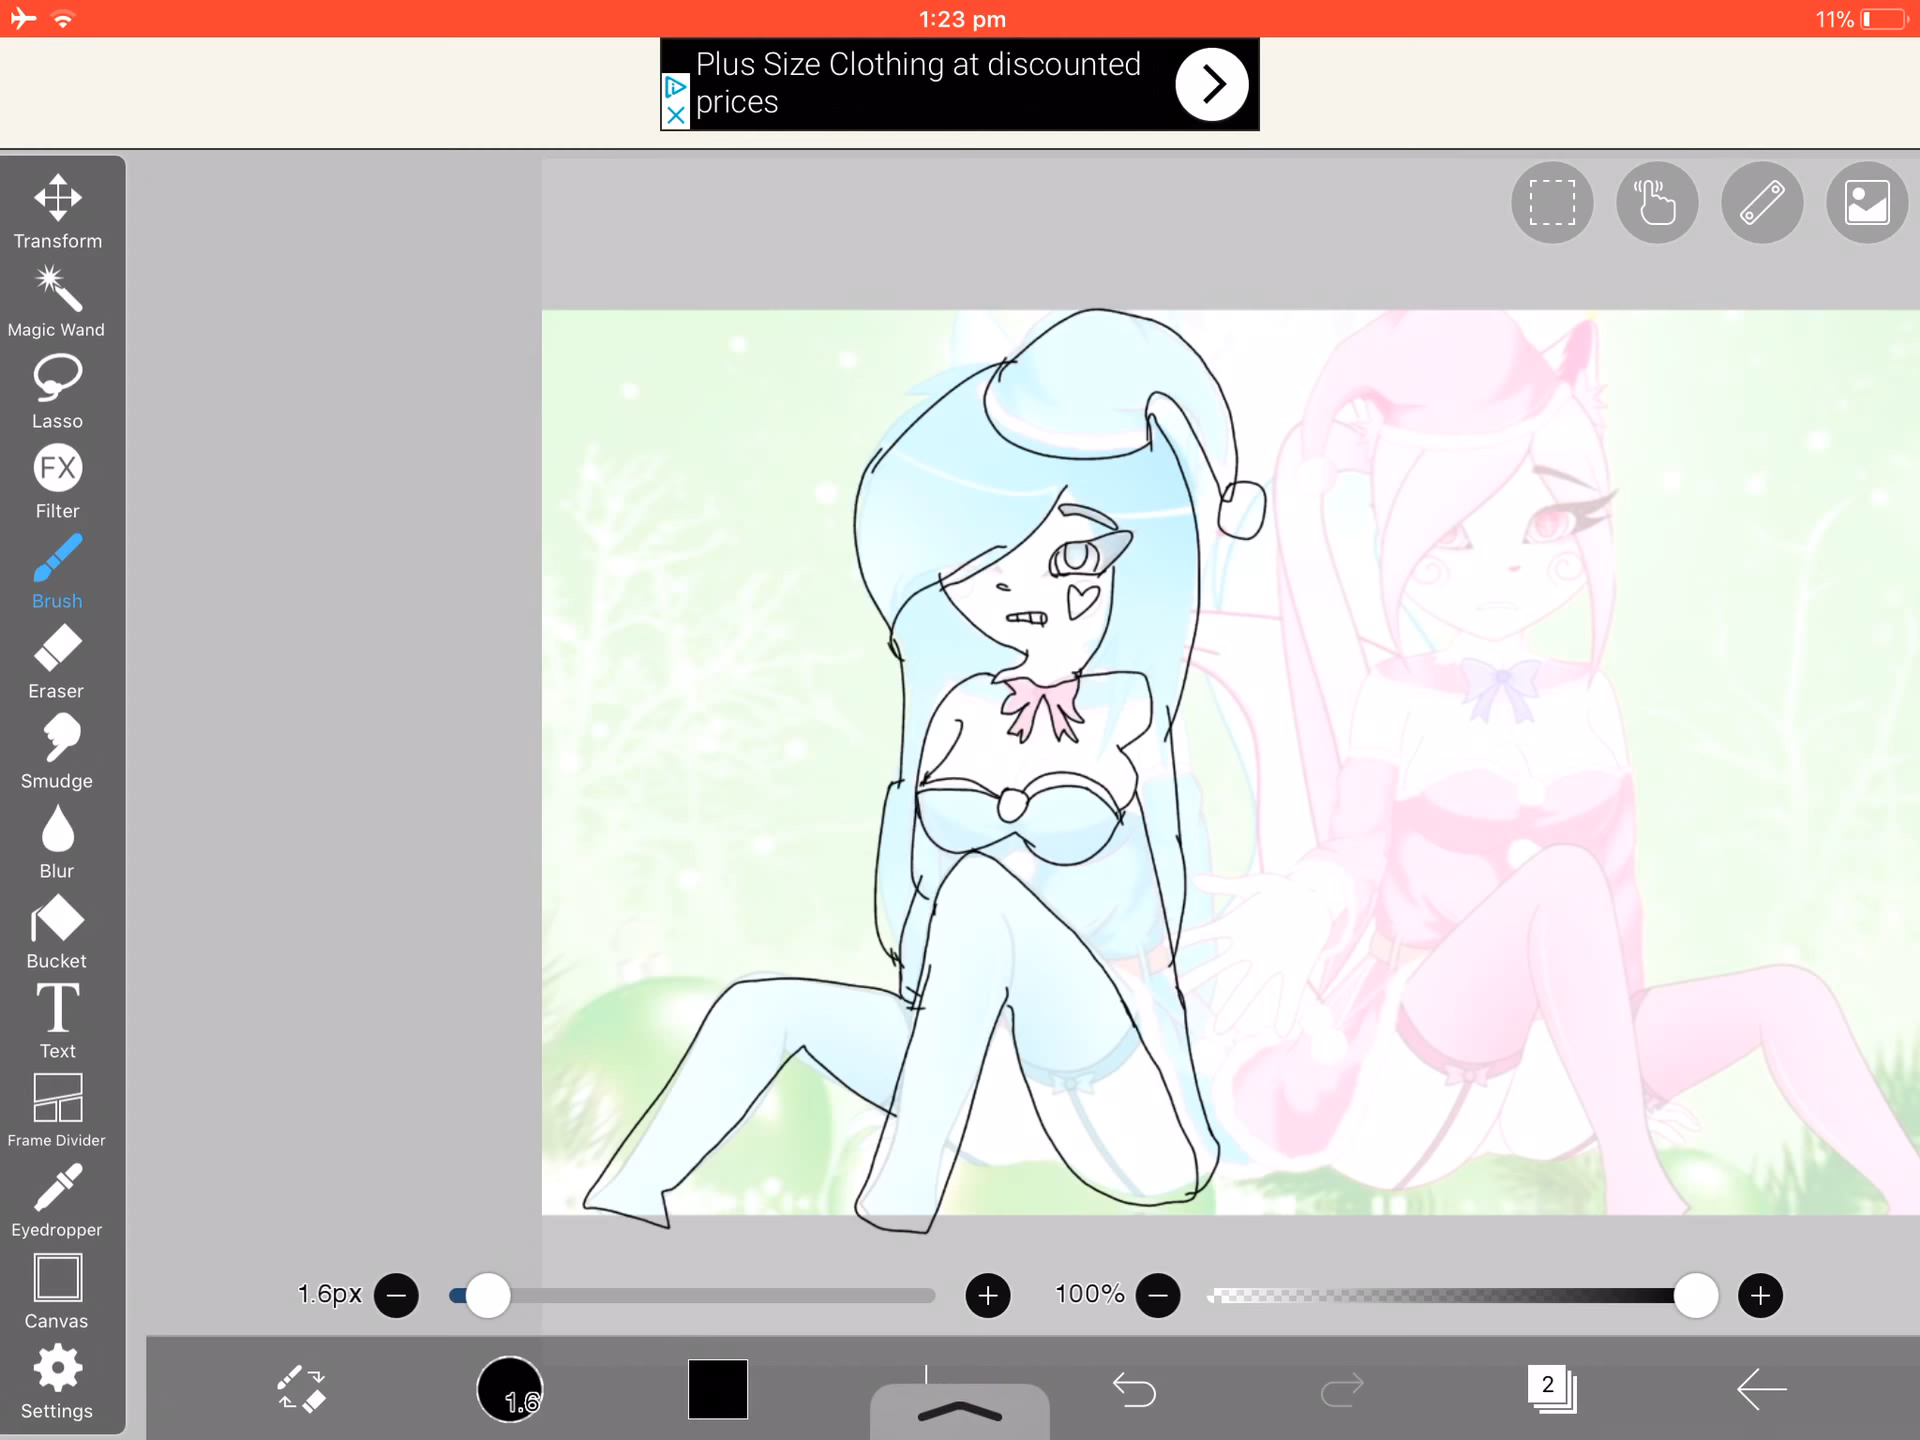 1:23 pm
11%
Plus Size Clothing at discounted
prices
Transform
Magic Wand
Lasso
FX
Filter
Brush
Eraser
Smudge
Blur
Bucket
T
Text
Frame Divider
Eyedropper
Canvas
Settings
1.6px
100%
1.6
2